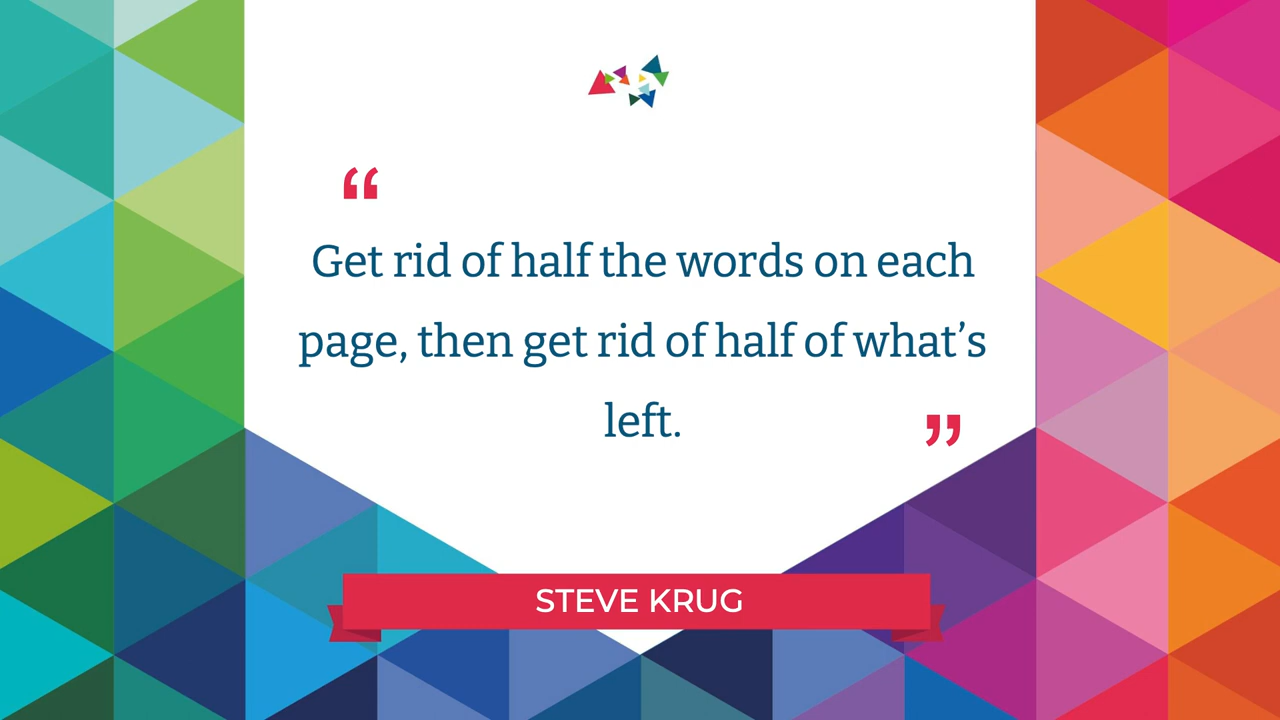 “
Get rid of half the words on each
page, then get rid of half of what’s
left.
”
STEVE KRUG